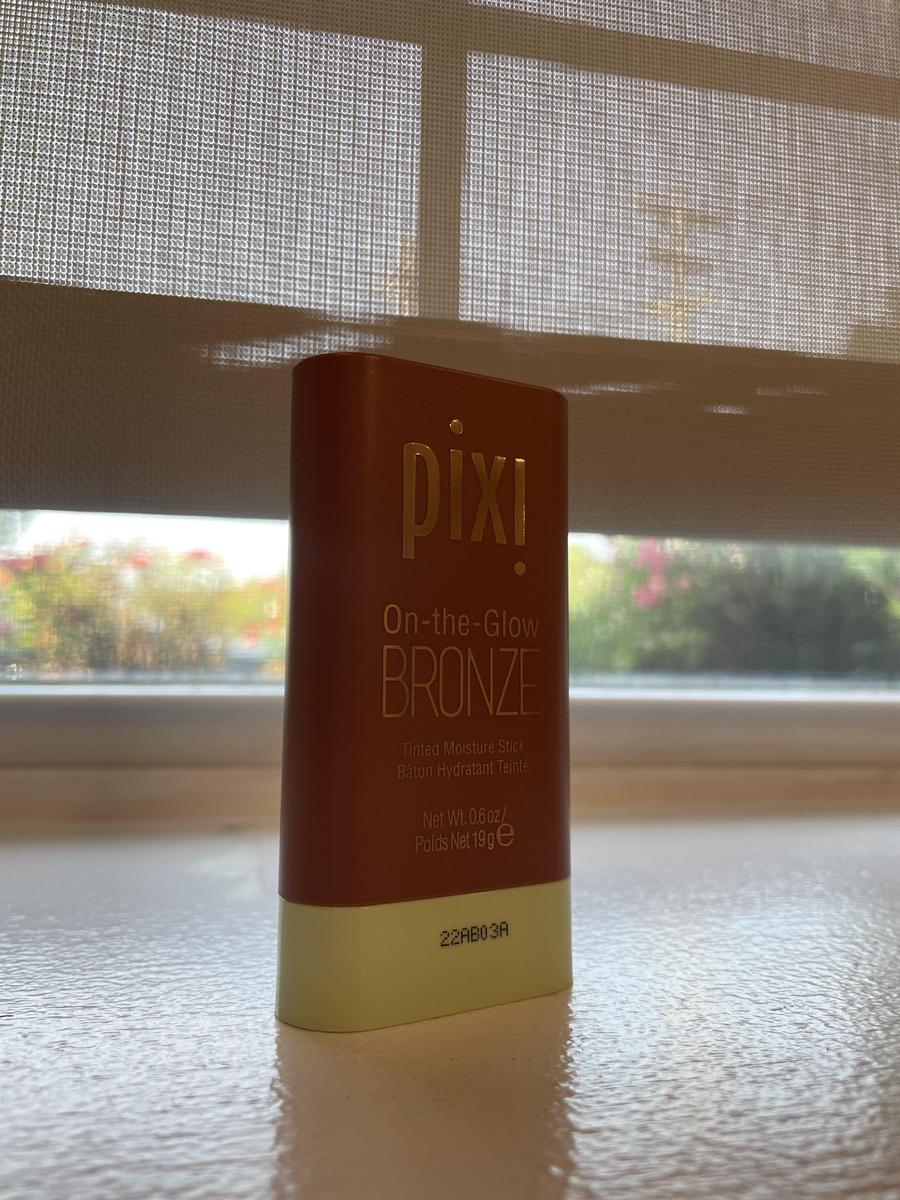 pixi
On-the-Glow
BRONZE
Tinted Moisture Stick
Bâton Hydratant Teinté
Net Wt. 0.6 oz/
Poids Net 19 g ℮
22AB03A